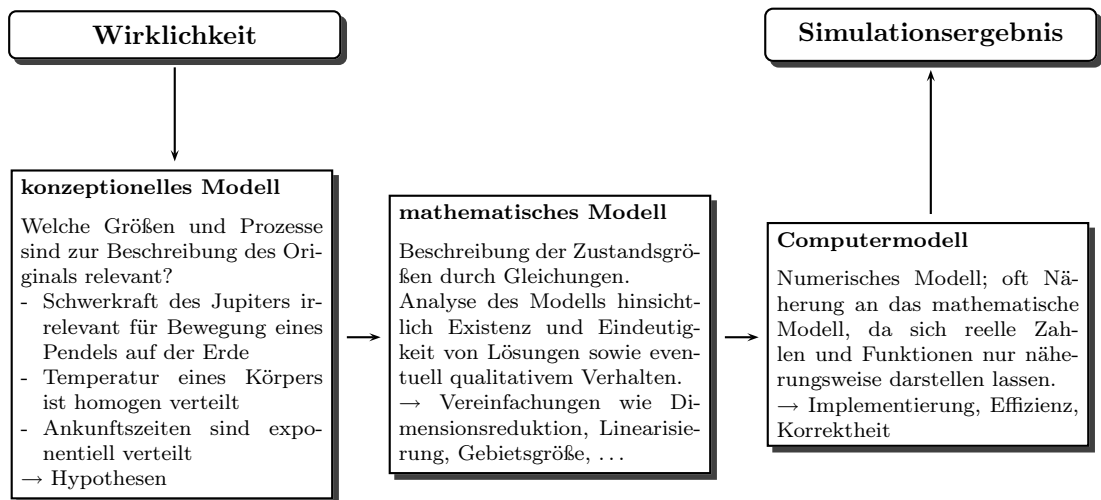 Wirklichkeit
Simulationsergebnis
konzeptionelles Modell
Welche Größen und Prozesse
sind zur Beschreibung des Ori-
ginals relevant?
- Schwerkraft des Jupiters ir-
relevant für Bewegung eines
Pendels auf der Erde
- Temperatur eines Körpers
ist homogen verteilt
- Ankunftszeiten sind expo-
nentiell verteilt
→ Hypothesen
mathematisches Modell
Beschreibung der Zustandsgrö-
ßen durch Gleichungen.
Analyse des Modells hinsicht-
lich Existenz und Eindeutig-
keit von Lösungen sowie even-
tuell qualitativem Verhalten.
→ Vereinfachungen wie Di-
mensionsreduktion, Linearisie-
rung, Gebietsgröße, ...
Computermodell
Numerisches Modell; oft Nä-
herung an das mathematische
Modell, da sich reelle Zah-
len und Funktionen nur nähe-
rungsweise darstellen lassen.
→ Implementierung, Effizienz,
Korrektheit